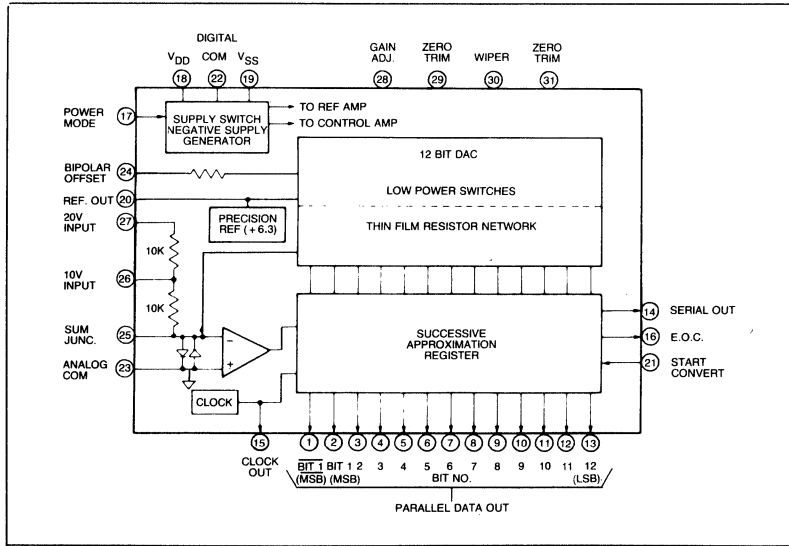 DIGITAL
VDD COM VSS
18 22 19
GAIN ADJ.
28
ZERO TRIM
29
WIPER
30
ZERO TRIM
31
POWER MODE
17
SUPPLY SWITCH
NEGATIVE SUPPLY
GENERATOR
TO REF AMP
TO CONTROL AMP
12 BIT DAC
LOW POWER SWITCHES
THIN FILM RESISTOR NETWORK
BIPOLAR OFFSET
24
REF. OUT
20
PRECISION
REF (+6.3)
20V INPUT
27
10K
10V INPUT
26
10K
SUM JUNC.
25
ANALOG COM
23
−
+
CLOCK
SUCCESSIVE
APPROXIMATION
REGISTER
14 SERIAL OUT
16 E.O.C.
21 START CONVERT
15
CLOCK OUT
1 2 3 4 5 6 7 8 9 10 11 12 13
BIT 1 BIT 1 2 3 4 5 6 7 8 9 10 11 12
(MSB) (MSB) BIT NO. (LSB)
PARALLEL DATA OUT